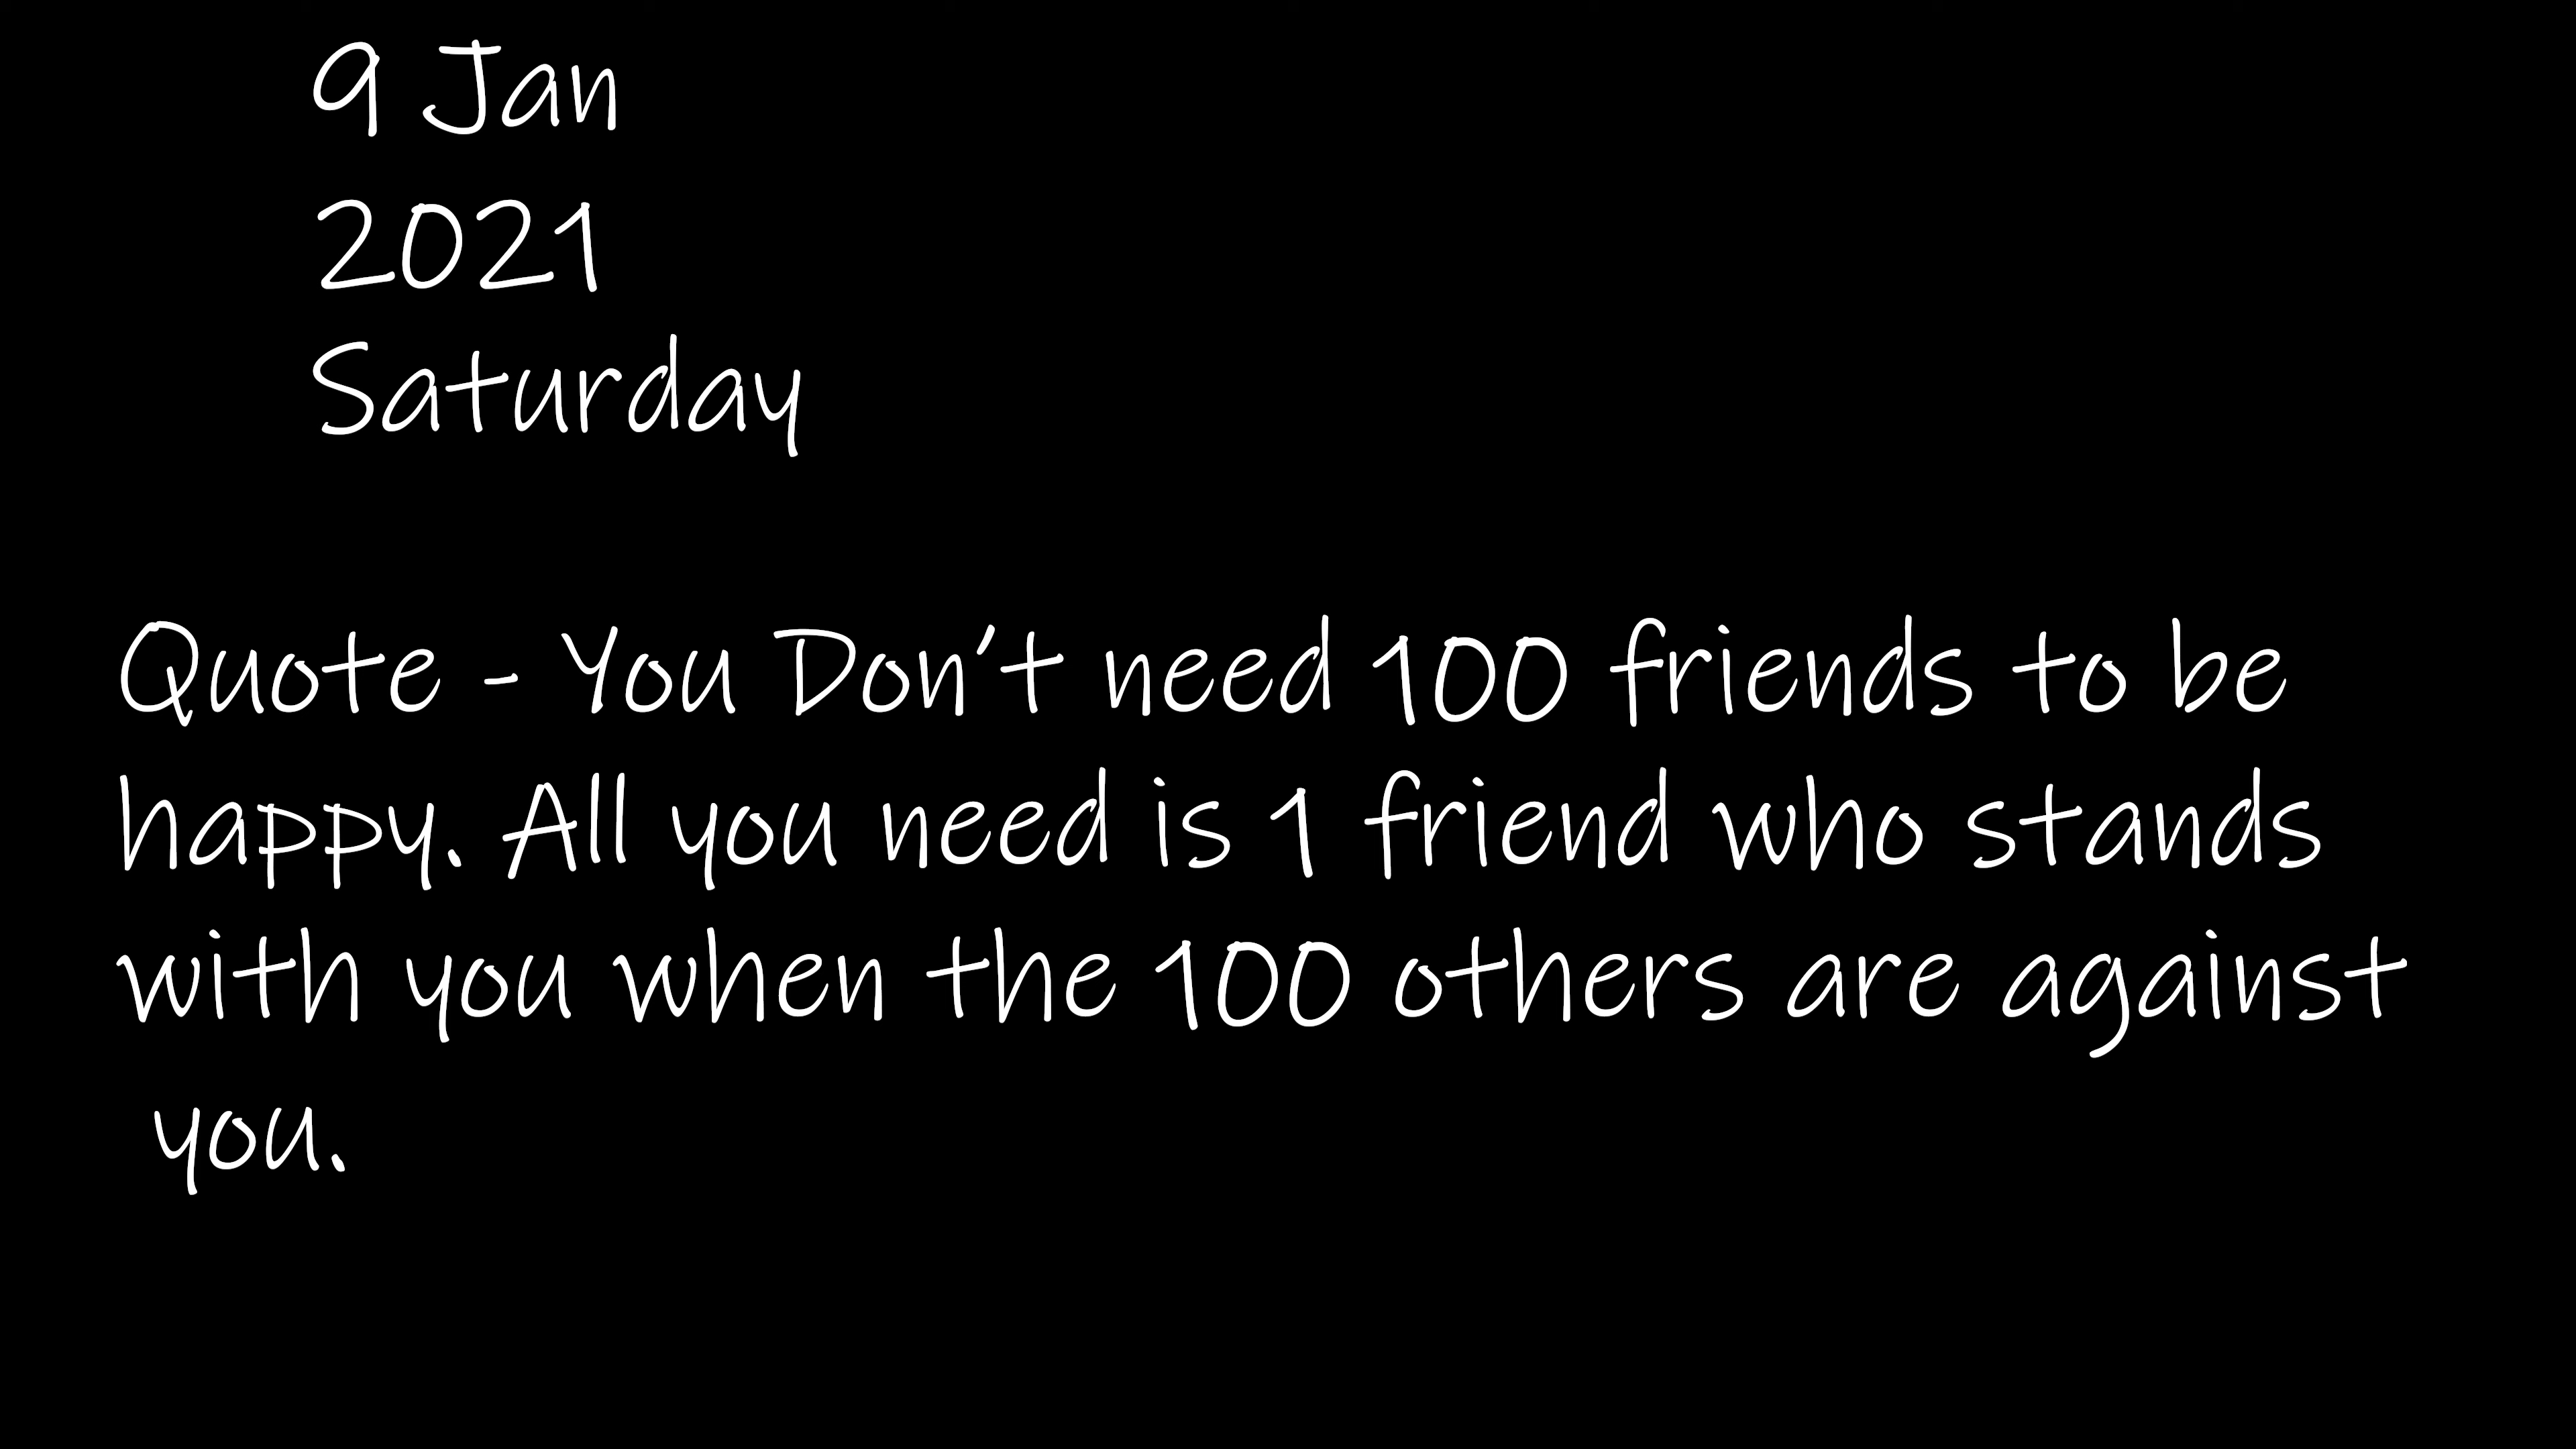 9 Jan
2021
Saturday
Quote - You Don't need 100 friends to be
happy. All you need is 1 friend who stands
with you when the 100 others are against
you.